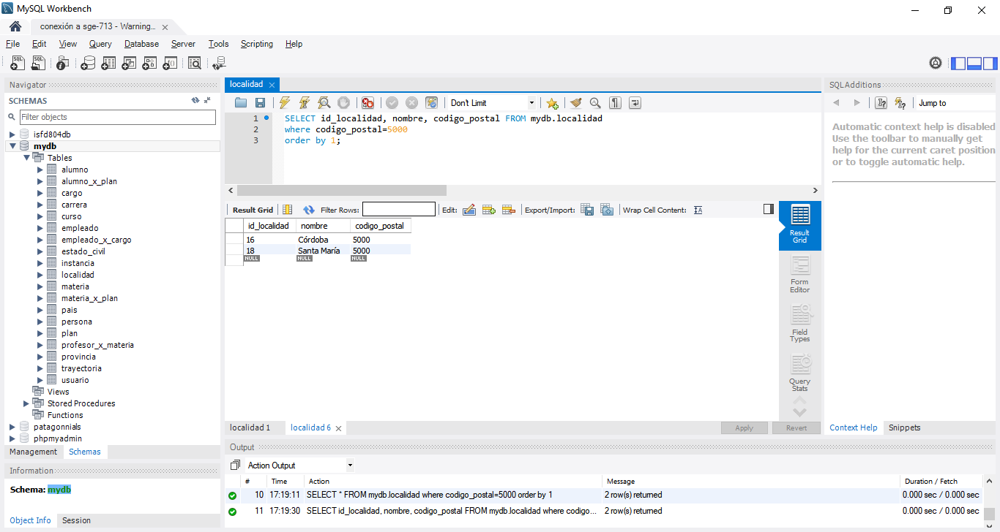 MySQL Workbench
conexión a sge-713 - Warning...
File Edit View Query Database Server Tools Scripting Help
Navigator
SCHEMAS
Filter objects
isfd804db
mydb
Tables
alumno
alumno_x_plan
cargo
carrera
curso
empleado
empleado_x_cargo
estado_civil
instancia
localidad
materia
materia_x_plan
pais
persona
plan
profesor_x_materia
provincia
trayectoria
usuario
Views
Stored Procedures
Functions
patagonnials
phpmyadmin
Management Schemas
Information
Schema: mydb
Object Info Session
localidad
Don't Limit
1 SELECT id_localidad, nombre, codigo_postal FROM mydb.localidad
2 where codigo_postal=5000
3 order by 1;
Result Grid Filter Rows: Edit: Export/Import: Wrap Cell Content:
id_localidad nombre codigo_postal
16 Córdoba 5000
18 Santa María 5000
NULL NULL NULL
Result
Grid
Form
Editor
Field
Types
Query
Stats
localidad 1 localidad 6
Apply Revert
SQLAdditions
Jump to
Automatic context help is disabled
Use the toolbar to manually get
help for the current caret position
or to toggle automatic help.
Context Help Snippets
Output
Action Output
# Time Action Message Duration / Fetch
10 17:19:11 SELECT * FROM mydb.localidad where codigo_postal=5000 order by 1 2 row(s) returned 0.000 sec / 0.000 sec
11 17:19:30 SELECT id_localidad, nombre, codigo_postal FROM mydb.localidad where codigo... 2 row(s) returned 0.000 sec / 0.000 sec